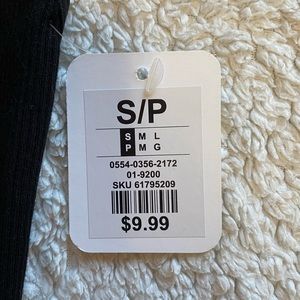 S/P
S M L
P M G
0554-0356-2172
01-9200
SKU 61795209
$9.99